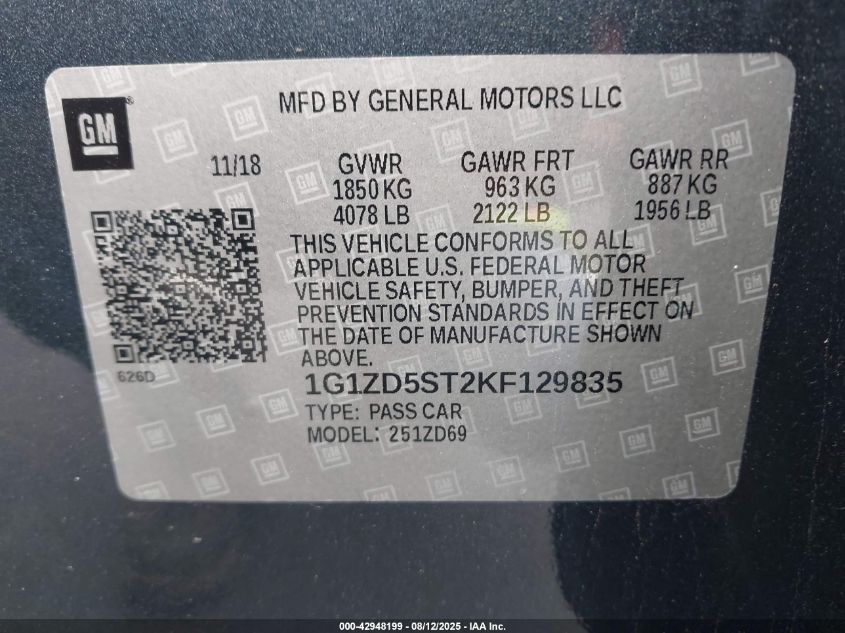 GM
MFD BY GENERAL MOTORS LLC
11/18 GVWR GAWR FRT GAWR RR
1850 KG 963 KG 887 KG
4078 LB 2122 LB 1956 LB
THIS VEHICLE CONFORMS TO ALL
APPLICABLE U.S. FEDERAL MOTOR
VEHICLE SAFETY, BUMPER, AND THEFT
PREVENTION STANDARDS IN EFFECT ON
THE DATE OF MANUFACTURE SHOWN
ABOVE.
626D
1G1ZD5ST2KF129835
TYPE: PASS CAR
MODEL: 251ZD69
000-42948199 - 08/12/2025 - IAA Inc.